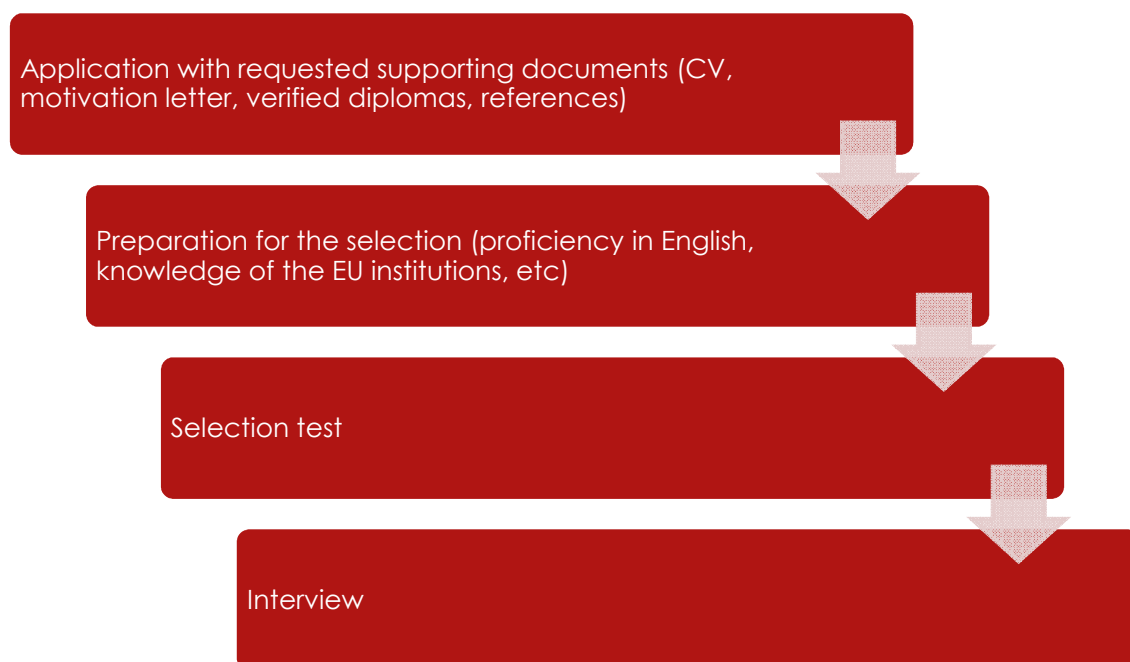 Application with requested supporting documents (CV,
motivation letter, verified diplomas, references)
Preparation for the selection (proficiency in English,
knowledge of the EU institutions, etc)
Selection test
Interview